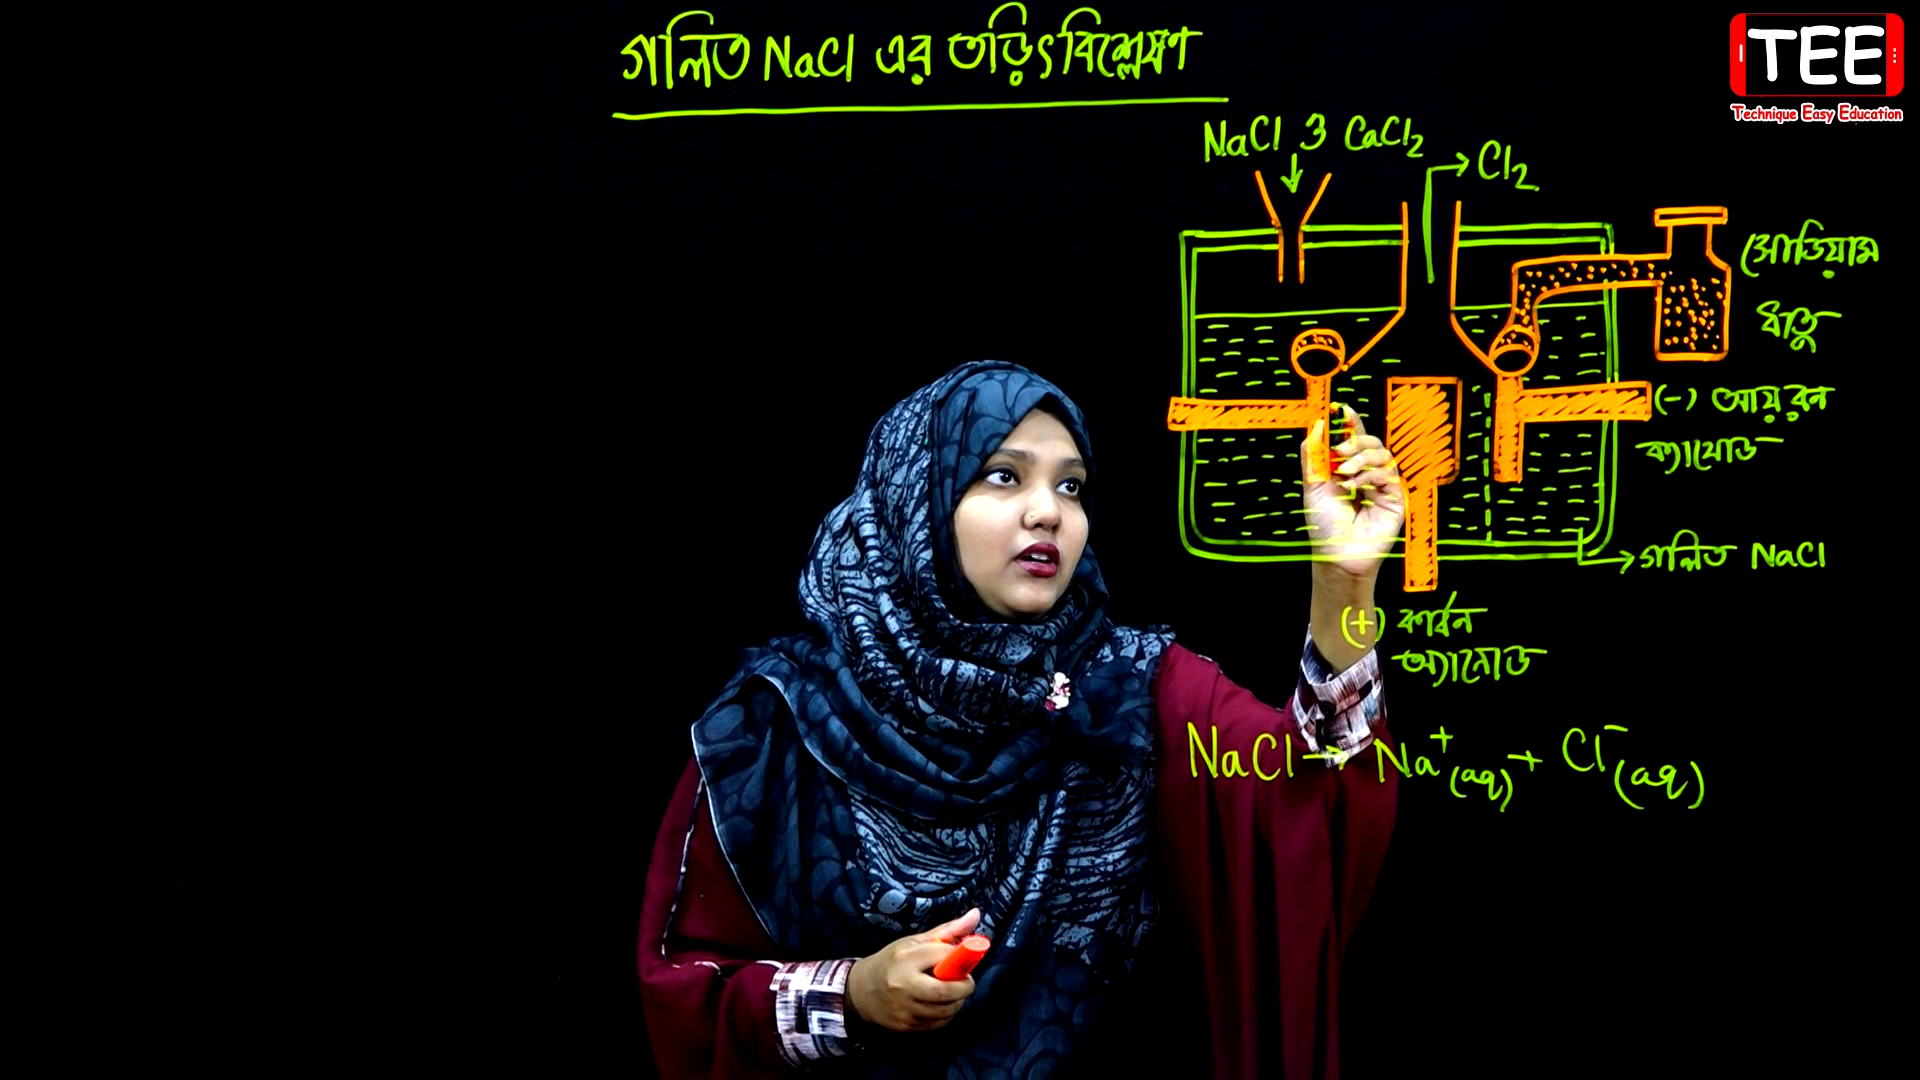 গলিত NaCl এর তড়িৎবিশ্লেষণ
TEE
Technique Easy Education
NaCl ও CaCl₂
Cl₂
সোডিয়াম
ধাতু
(-) আয়রন
ক্যাথোড
গলিত NaCl
(+) কার্বন
অ্যানোড
NaCl → Na⁺(aq) + Cl⁻(aq)